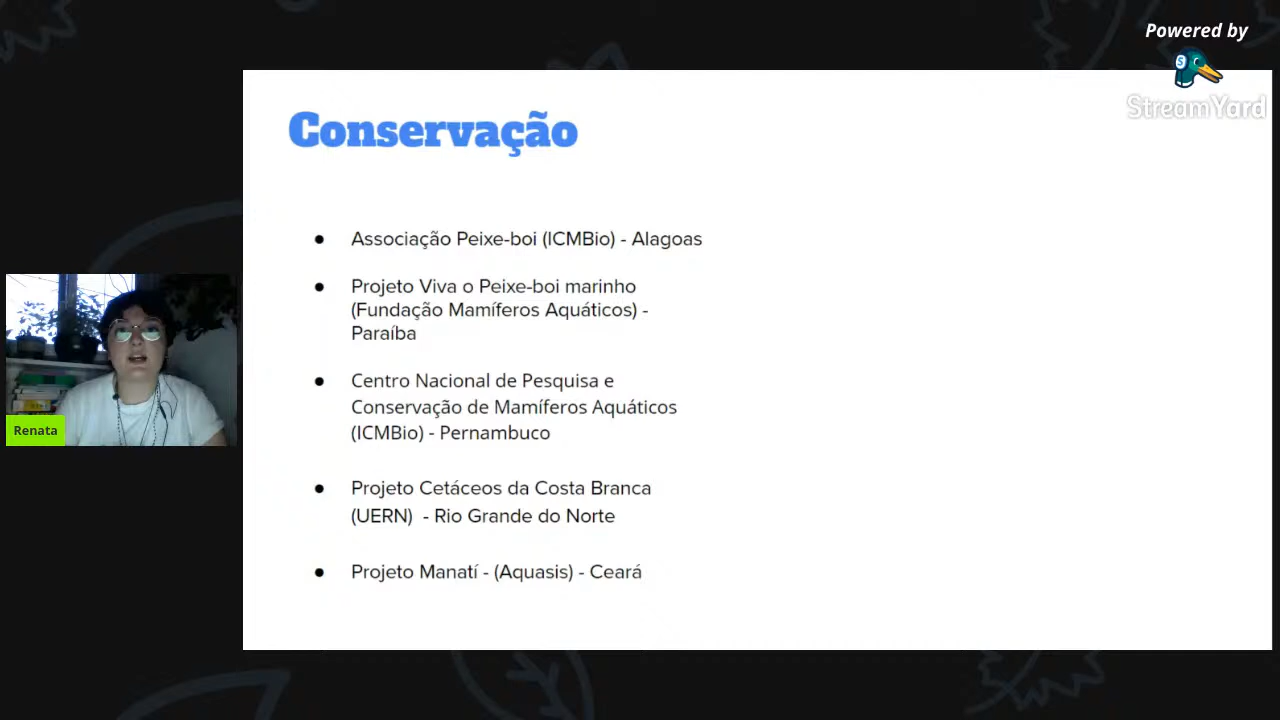 Powered by
StreamYard
Conservação
● Associação Peixe-boi (ICMBio) - Alagoas
● Projeto Viva o Peixe-boi marinho
(Fundação Mamíferos Aquáticos) -
Paraíba
● Centro Nacional de Pesquisa e
Conservação de Mamíferos Aquáticos
(ICMBio) - Pernambuco
● Projeto Cetáceos da Costa Branca
(UERN) - Rio Grande do Norte
● Projeto Manatí - (Aquasis) - Ceará
Renata